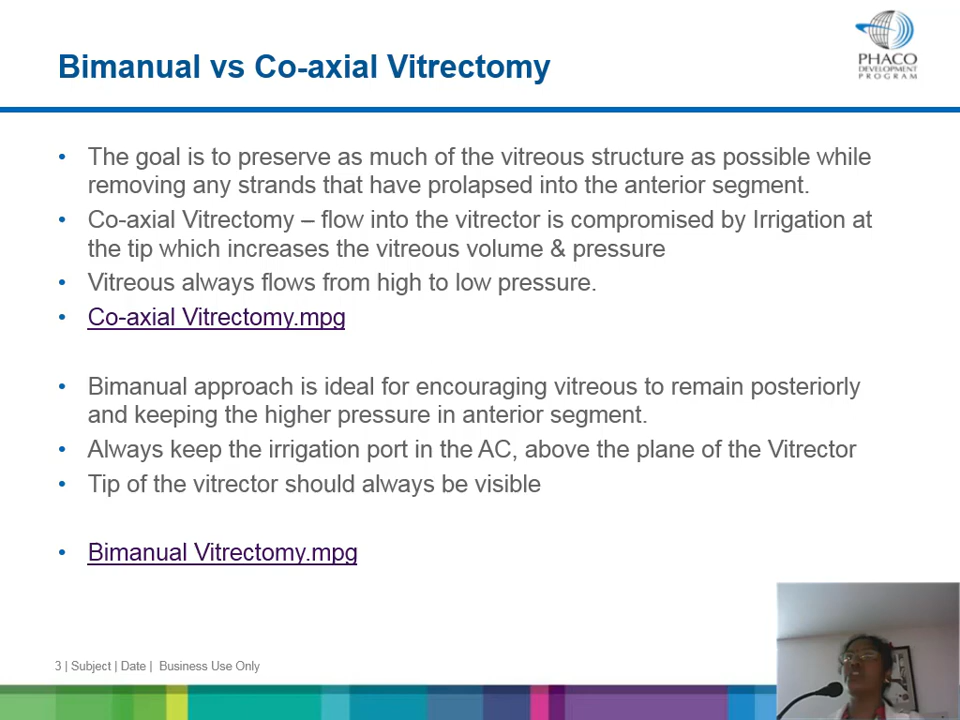 PHACO
DEVELOPMENT
PROGRAM
Bimanual vs Co-axial Vitrectomy
• The goal is to preserve as much of the vitreous structure as possible while
removing any strands that have prolapsed into the anterior segment.
• Co-axial Vitrectomy – flow into the vitrector is compromised by Irrigation at
the tip which increases the vitreous volume & pressure
• Vitreous always flows from high to low pressure.
• Co-axial Vitrectomy.mpg
• Bimanual approach is ideal for encouraging vitreous to remain posteriorly
and keeping the higher pressure in anterior segment.
• Always keep the irrigation port in the AC, above the plane of the Vitrector
• Tip of the vitrector should always be visible
• Bimanual Vitrectomy.mpg
3 | Subject | Date | Business Use Only